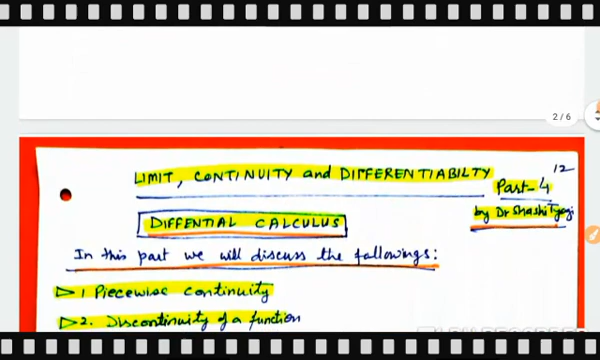 2/6
LIMIT, CONTINUITY and DIFFERENTIABILTY
12
Part-4
by Dr Shashi Tyagi
DIFFENTIAL CALCULUS
In this part we will discuss the followings:
1. Piecewise continuity
2. Discontinuity of a function